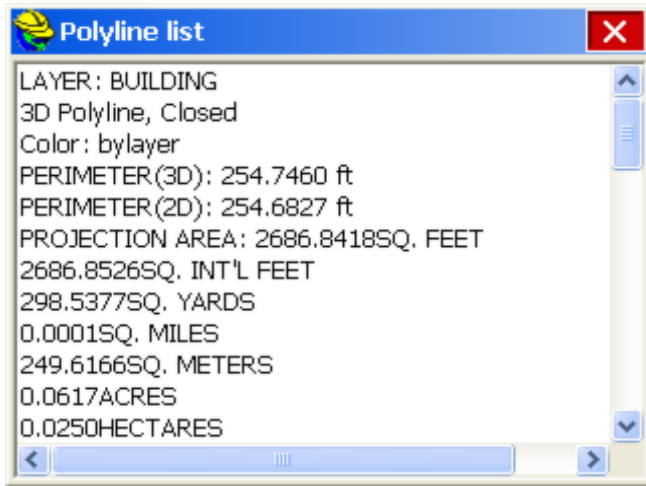 Polyline list
LAYER: BUILDING
3D Polyline, Closed
Color: bylayer
PERIMETER(3D): 254.7460 ft
PERIMETER(2D): 254.6827 ft
PROJECTION AREA: 2686.8418SQ. FEET
2686.8526SQ. INT'L FEET
298.5377SQ. YARDS
0.0001SQ. MILES
249.6166SQ. METERS
0.0617ACRES
0.0250HECTARES